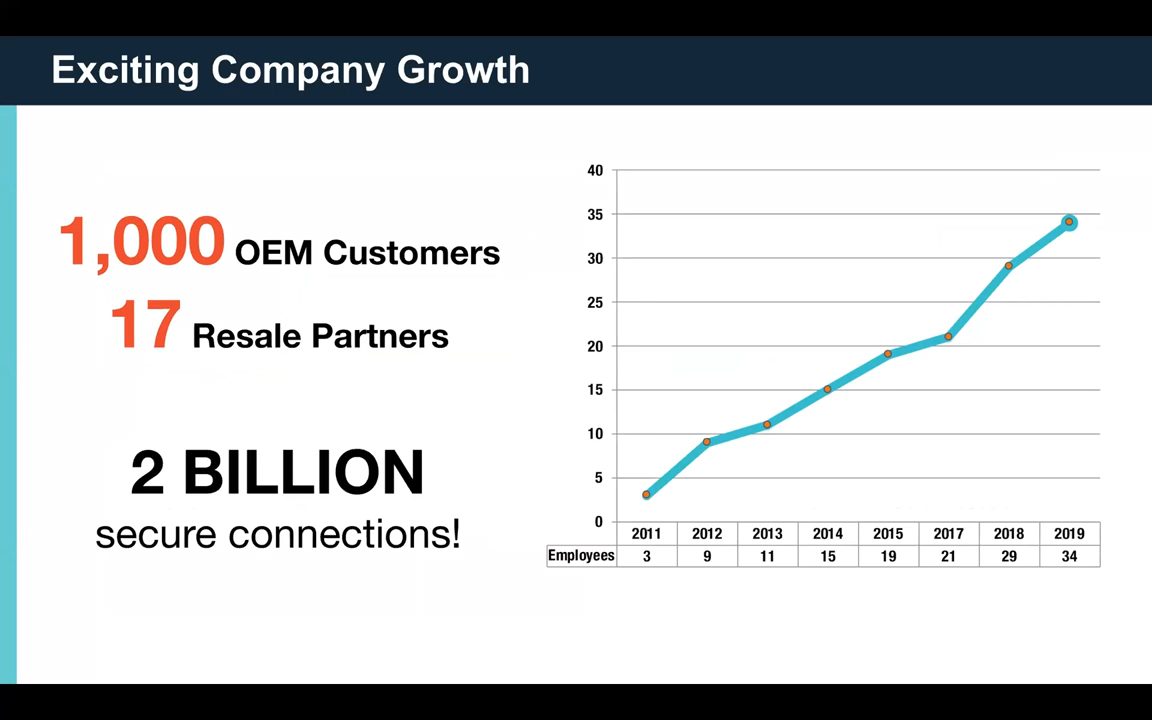 Exciting Company Growth
1,000 OEM Customers
17 Resale Partners
2 BILLION
secure connections!
40
35
30
25
20
15
10
5
0
2011 2012 2013 2014 2015 2017 2018 2019
Employees 3 9 11 15 19 21 29 34